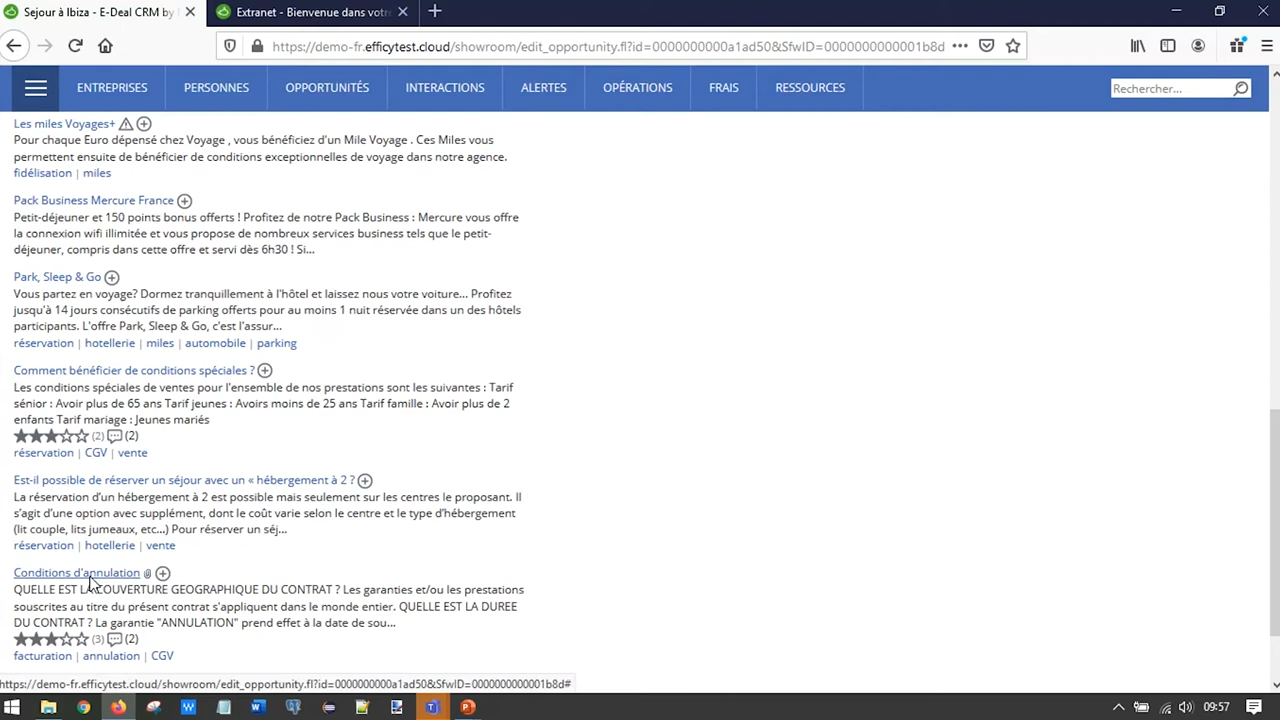 Sejour à Ibiza - E-Deal CRM by
Extranet - Bienvenue dans votr
https://demo-fr.efficytest.cloud/showroom/edit_opportunity.fl?id=0000000000a1ad50&SfwID=0000000000001b8d
ENTREPRISES PERSONNES OPPORTUNITÉS INTERACTIONS ALERTES OPÉRATIONS FRAIS RESSOURCES Rechercher...
Les miles Voyages+
Pour chaque Euro dépensé chez Voyage , vous bénéficiez d'un Mile Voyage . Ces Miles vous
permettent ensuite de bénéficier de conditions exceptionnelles de voyage dans notre agence.
fidélisation | miles
Pack Business Mercure France
Petit-déjeuner et 150 points bonus offerts ! Profitez de notre Pack Business : Mercure vous offre
la connexion wifi illimitée et vous propose de nombreux services business tels que le petit-
déjeuner, compris dans cette offre et servi dès 6h30 ! Si...
Park, Sleep & Go
Vous partez en voyage? Dormez tranquillement à l'hôtel et laissez nous votre voiture... Profitez
jusqu'à 14 jours consécutifs de parking offerts pour au moins 1 nuit réservée dans un des hôtels
participants. L'offre Park, Sleep & Go, c'est l'assur...
réservation | hotellerie | miles | automobile | parking
Comment bénéficier de conditions spéciales ?
Les conditions spéciales de ventes pour l'ensemble de nos prestations sont les suivantes : Tarif
sénior : Avoir plus de 65 ans Tarif jeunes : Avoirs moins de 25 ans Tarif famille : Avoir plus de 2
enfants Tarif mariage : Jeunes mariés
(2) (2)
réservation | CGV | vente
Est-il possible de réserver un séjour avec un « hébergement à 2 ?
La réservation d'un hébergement à 2 est possible mais seulement sur les centres le proposant. Il
s'agit d'une option avec supplément, dont le coût varie selon le centre et le type d'hébergement
(lit couple, lits jumeaux, etc...) Pour réserver un séj...
réservation | hotellerie | vente
Conditions d'annulation
QUELLE EST LA COUVERTURE GEOGRAPHIQUE DU CONTRAT ? Les garanties et/ou les prestations
souscrites au titre du présent contrat s'appliquent dans le monde entier. QUELLE EST LA DUREE
DU CONTRAT ? La garantie "ANNULATION" prend effet à la date de sou...
(3) (2)
facturation | annulation | CGV
https://demo-fr.efficytest.cloud/showroom/edit_opportunity.fl?id=0000000000a1ad50&SfwID=0000000000001b8d#
09:57